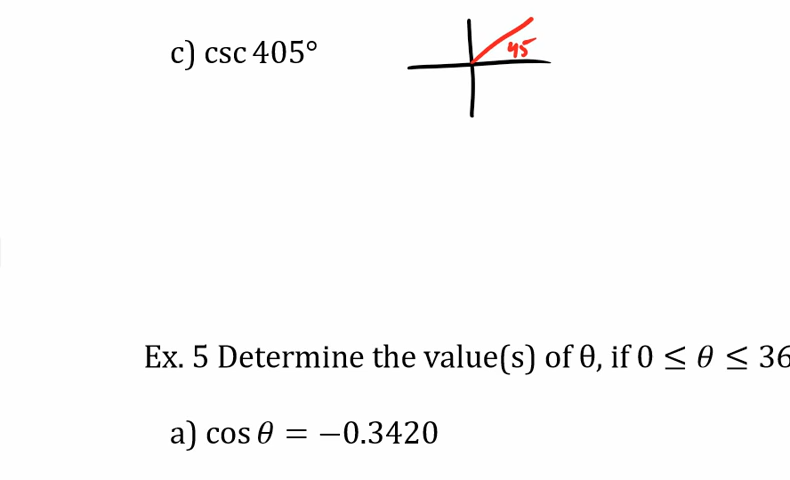 c) csc 405°
45
Ex. 5 Determine the value(s) of θ, if 0 ≤ θ ≤ 36
a) cos θ = −0.3420